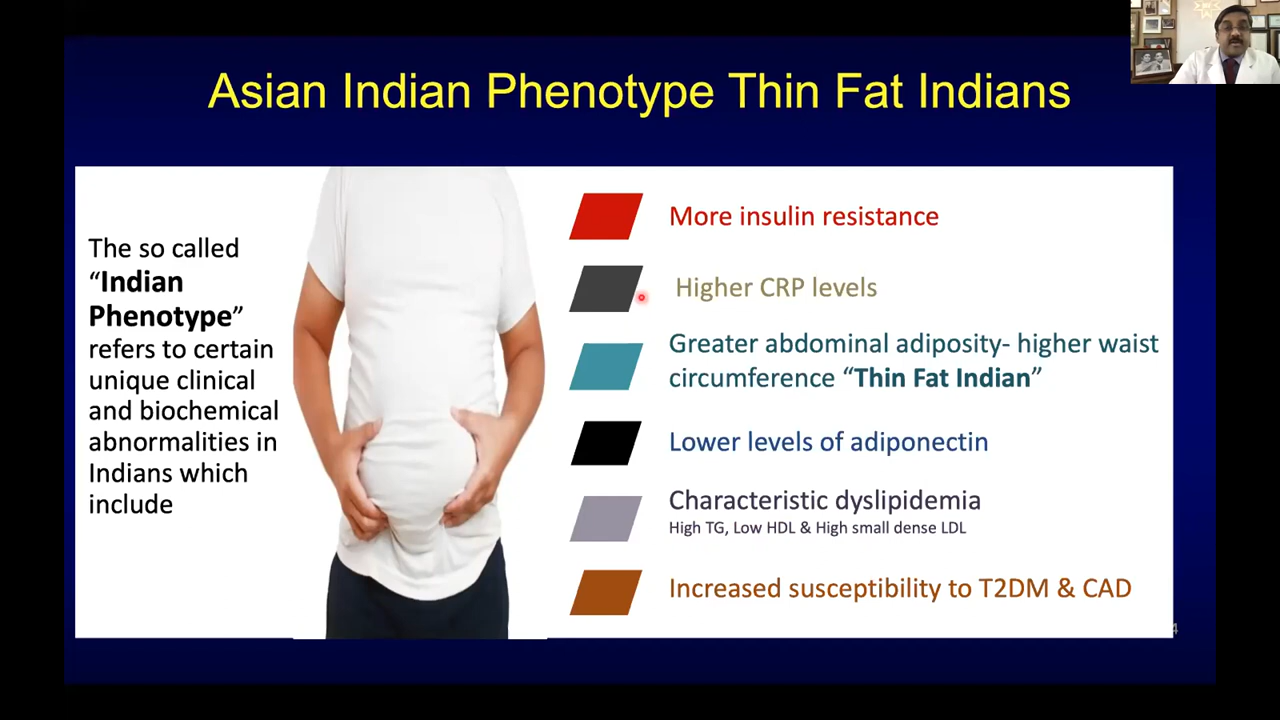 Asian Indian Phenotype Thin Fat Indians
The so called
“Indian
Phenotype”
refers to certain
unique clinical
and biochemical
abnormalities in
Indians which
include
More insulin resistance
Higher CRP levels
Greater abdominal adiposity- higher waist
circumference “Thin Fat Indian”
Lower levels of adiponectin
Characteristic dyslipidemia
High TG, Low HDL & High small dense LDL
Increased susceptibility to T2DM & CAD
4